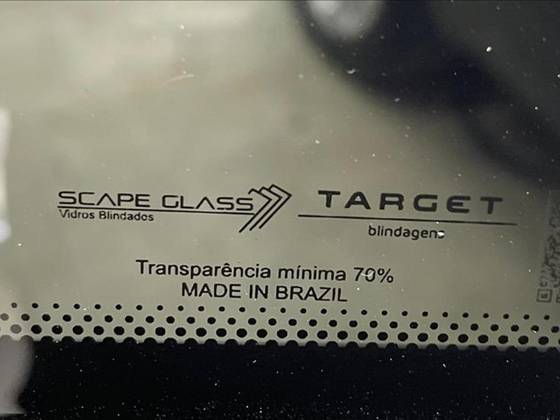 SCAPE GLASS
Vidros Blindados
TARGET
blindagens
Transparência mínima 70%
MADE IN BRAZIL